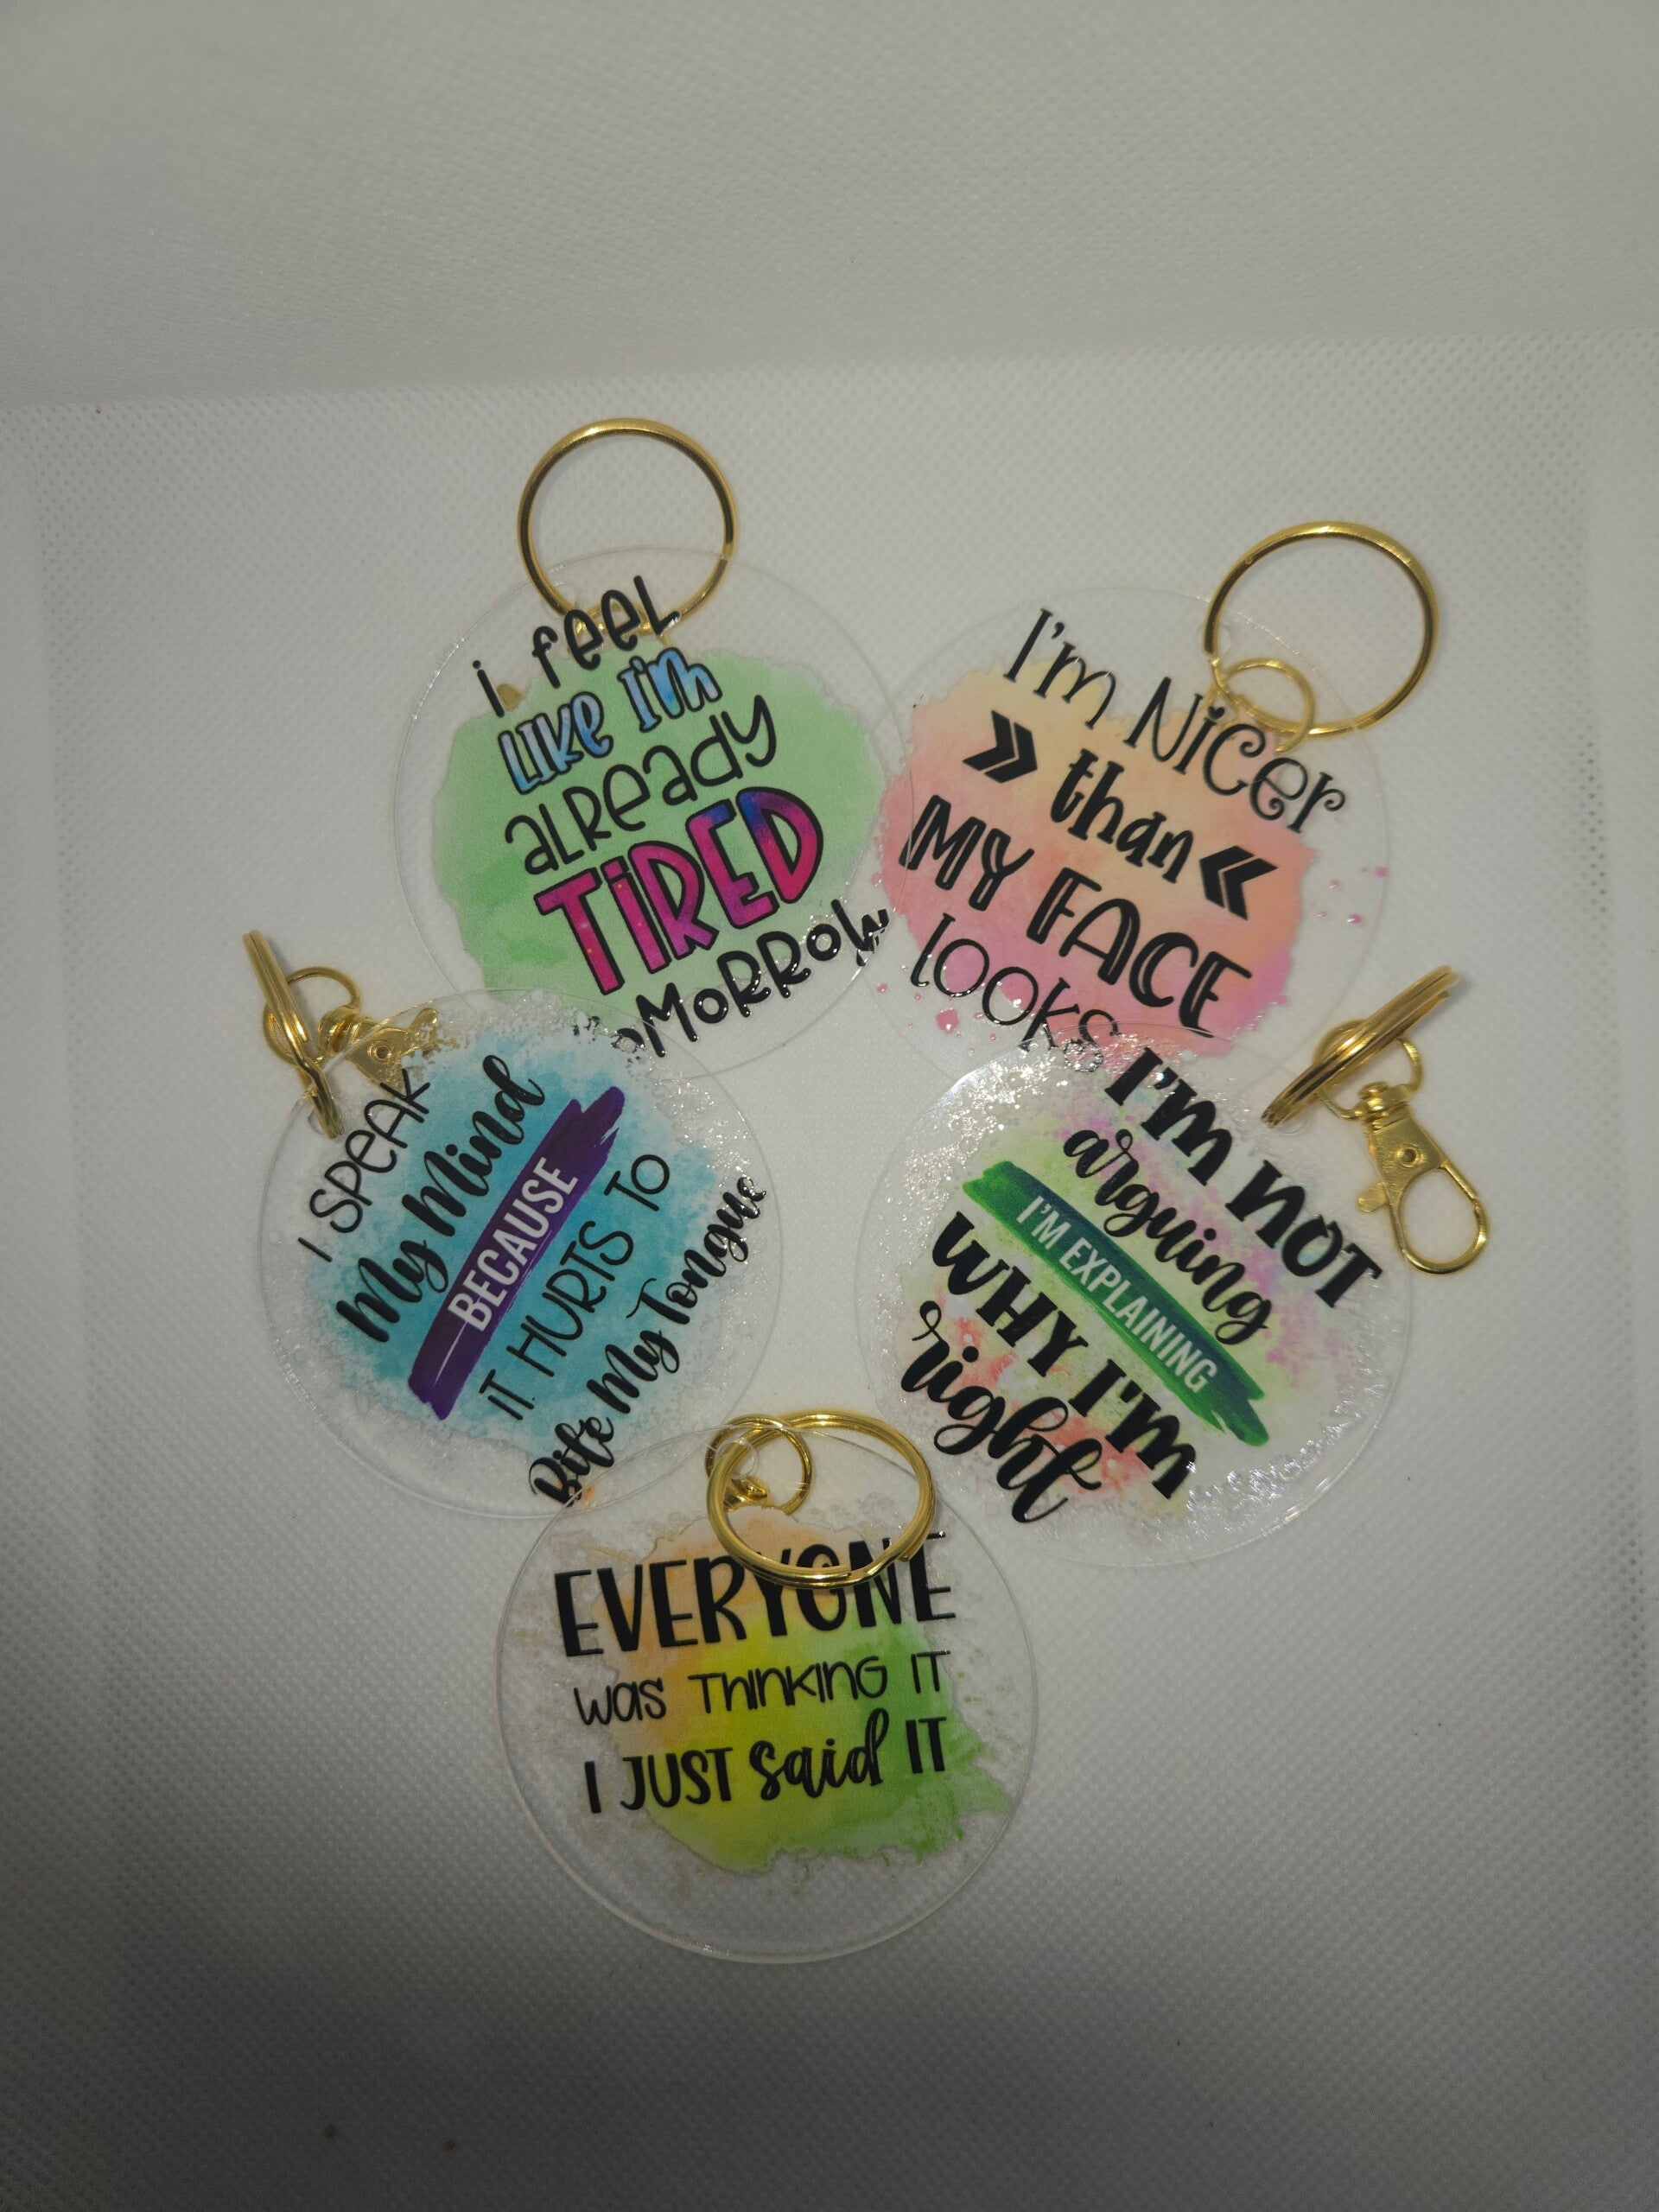 i feel
LIKE I'm
already
TIRED
TOMORROW
I'm Nicer
than
MY FACE
looks
I SPEAK
My Mind
BECAUSE
IT HURTS TO
Bite My Tongue
I'M NOT
arguing
I'M EXPLAINING
WHY I'M
right
EVERYONE
was THINKING IT
I JUST said IT